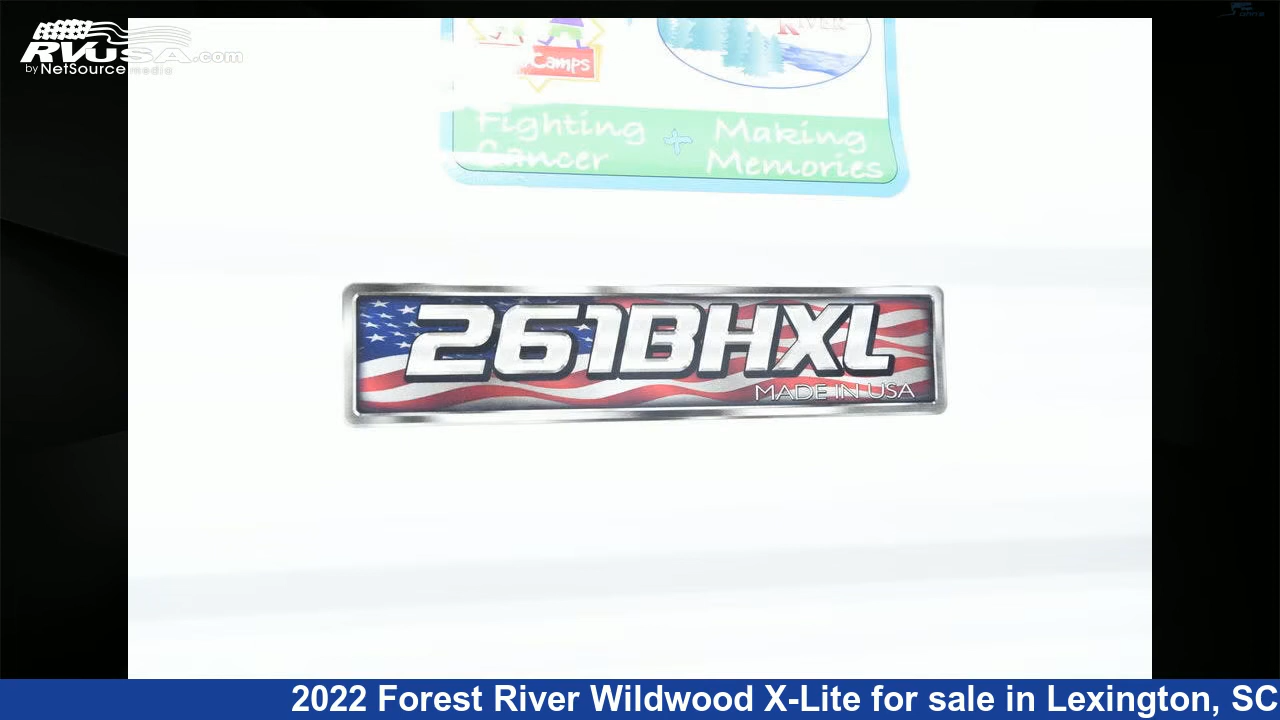 RVUSA.com
by NetSource media
RIVER
Camps
Fighting + Making
Cancer Memories
261BHXL
MADE IN USA
2022 Forest River Wildwood X-Lite for sale in Lexington, SC